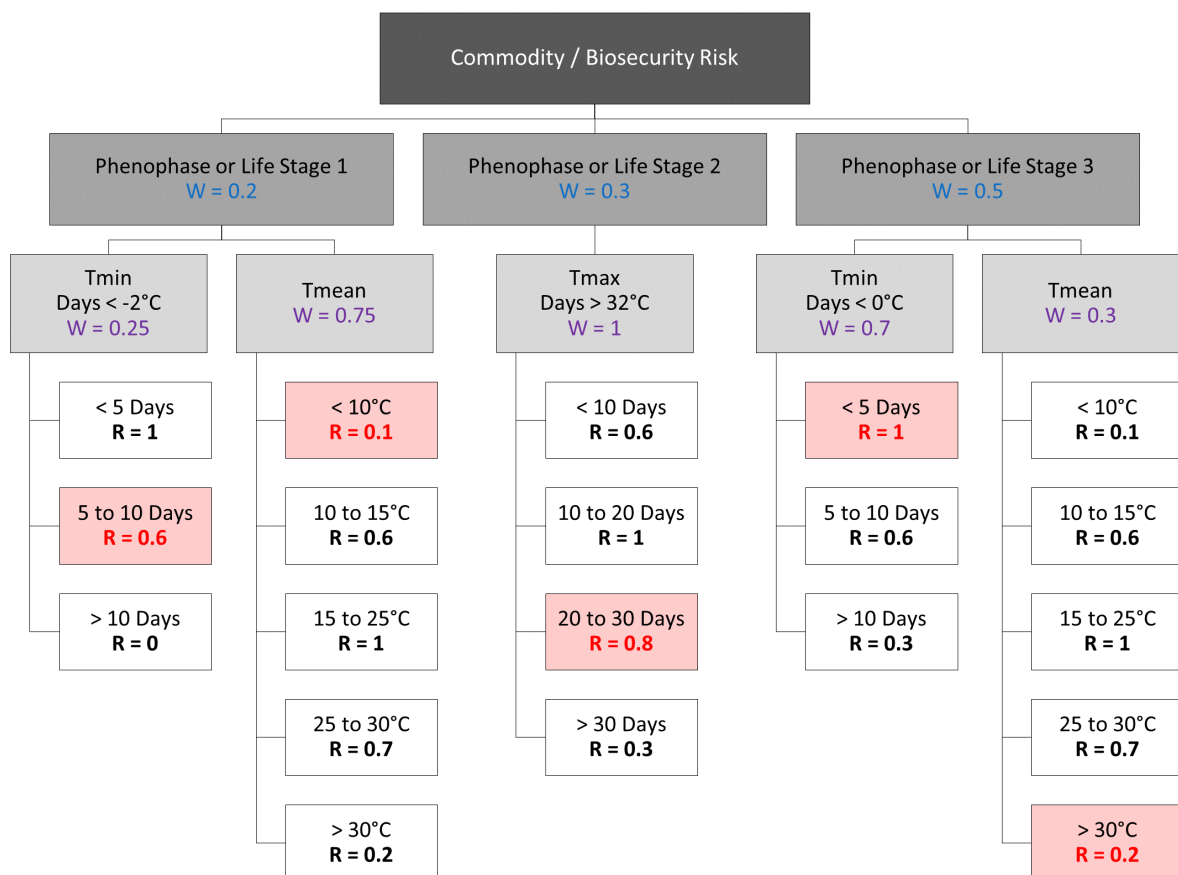 Commodity / Biosecurity Risk
Phenophase or Life Stage 1
W = 0.2
Phenophase or Life Stage 2
W = 0.3
Phenophase or Life Stage 3
W = 0.5
Tmin
Days < -2°C
W = 0.25
Tmean
W = 0.75
Tmax
Days > 32°C
W = 1
Tmin
Days < 0°C
W = 0.7
Tmean
W = 0.3
< 5 Days
R = 1
5 to 10 Days
R = 0.6
> 10 Days
R = 0
< 10°C
R = 0.1
10 to 15°C
R = 0.6
15 to 25°C
R = 1
25 to 30°C
R = 0.7
> 30°C
R = 0.2
< 10 Days
R = 0.6
10 to 20 Days
R = 1
20 to 30 Days
R = 0.8
> 30 Days
R = 0.3
< 5 Days
R = 1
5 to 10 Days
R = 0.6
> 10 Days
R = 0.3
< 10°C
R = 0.1
10 to 15°C
R = 0.6
15 to 25°C
R = 1
25 to 30°C
R = 0.7
> 30°C
R = 0.2